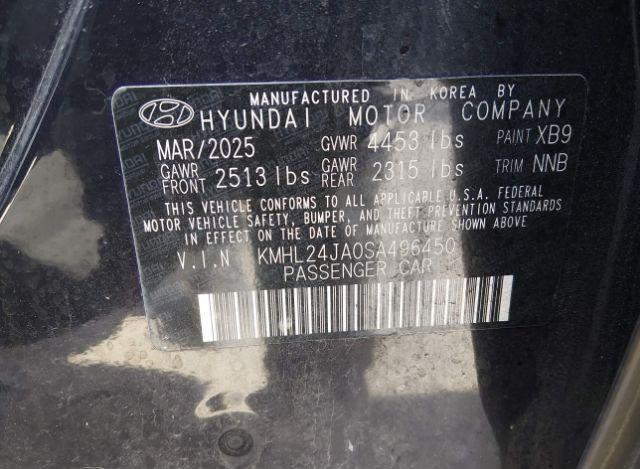 MANUFACTURED IN KOREA BY
HYUNDAI MOTOR COMPANY
MAR/2025 GVWR 4453 lbs PAINT XB9
GAWR FRONT 2513 lbs GAWR REAR 2315 lbs TRIM NNB
THIS VEHICLE CONFORMS TO ALL APPLICABLE U.S.A. FEDERAL
MOTOR VEHICLE SAFETY, BUMPER, AND THEFT PREVENTION STANDARDS
IN EFFECT ON THE DATE OF MANUFACTURE SHOWN ABOVE.
V.I.N KMHL24JA0SA496450
PASSENGER CAR